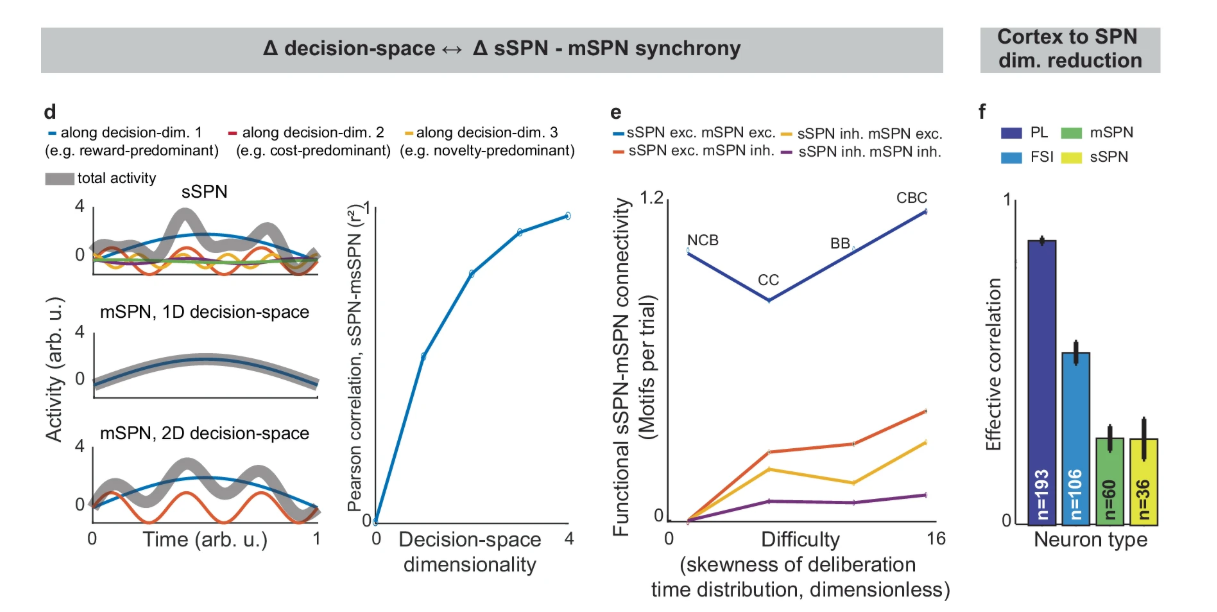 Δ decision-space ↔ Δ sSPN - mSPN synchrony
Cortex to SPN
dim. reduction
d
along decision-dim. 1
(e.g. reward-predominant)
along decision-dim. 2
(e.g. cost-predominant)
along decision-dim. 3
(e.g. novelty-predominant)
total activity
sSPN
4
0
mSPN, 1D decision-space
4
0
mSPN, 2D decision-space
4
0
Activity (arb. u.)
0
Time (arb. u.)
1
Pearson correlation, sSPN-msSPN (r²)
1
0
0
Decision-space
dimensionality
4
e
sSPN exc. mSPN exc.
sSPN inh. mSPN exc.
sSPN exc. mSPN inh.
sSPN inh. mSPN inh.
Functional sSPN-mSPN connectivity
(Motifs per trial)
1.2
0
NCB
CC
BB
CBC
0
Difficulty
16
(skewness of deliberation
time distribution, dimensionless)
f
PL
mSPN
FSI
sSPN
Effective correlation
1
0
n=193
n=106
n=60
n=36
Neuron type